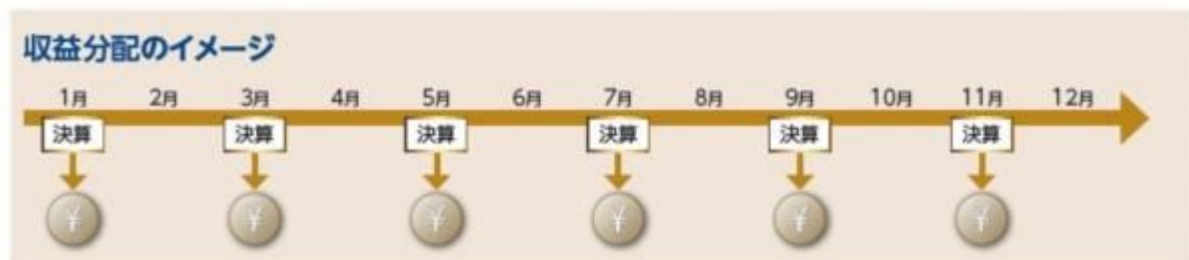 収益分配のイメージ
1月 2月 3月 4月 5月 6月 7月 8月 9月 10月 11月 12月
決算 決算 決算 決算 決算 決算
¥ ¥ ¥ ¥ ¥ ¥